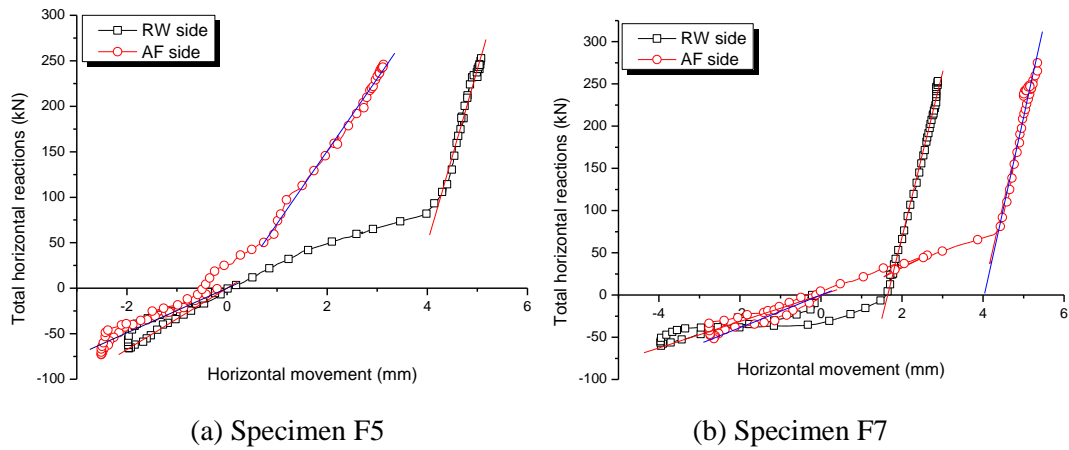 300
250
200
150
100
50
0
-50
-100
-2
0
2
4
6
RW side
AF side
Total horizontal reactions (kN)
Horizontal movement (mm)
300
250
200
150
100
50
0
-50
-100
-4
-2
0
2
4
6
RW side
AF side
Total horizontal reactions (kN)
Horizontal movement (mm)
(a) Specimen F5
(b) Specimen F7